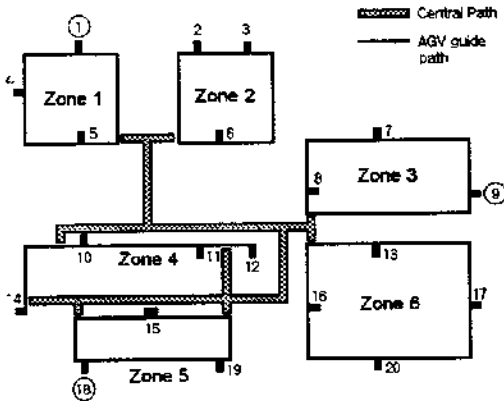 Central Path
AGV guide
path
1
2
3
4
Zone 1
Zone 2
5
6
7
8
Zone 3
9
10
Zone 4
11
12
13
14
15
16
Zone 6
17
18
Zone 5
19
20